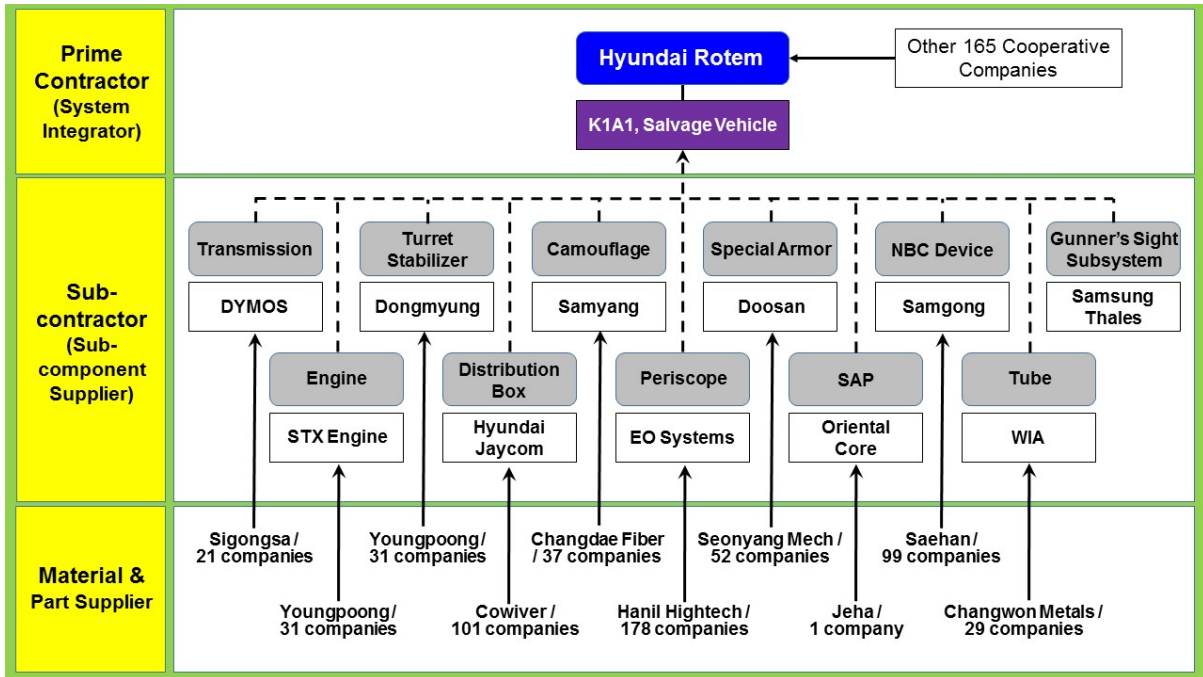 Prime
Contractor
(System
Integrator)
Hyundai Rotem
Other 165 Cooperative
Companies
K1A1, Salvage Vehicle
Sub-
contractor
(Sub-
component
Supplier)
Transmission
DYMOS
Turret
Stabilizer
Dongmyung
Camouflage
Samyang
Special Armor
Doosan
NBC Device
Samgong
Gunner's Sight
Subsystem
Samsung
Thales
Engine
STX Engine
Distribution
Box
Hyundai
Jaycom
Periscope
EO Systems
SAP
Oriental
Core
Tube
WIA
Material &
Part Supplier
Sigongsa /
21 companies
Youngpoong /
31 companies
Changdae Fiber
/ 37 companies
Seonyang Mech /
52 companies
Saehan /
99 companies
Youngpoong /
31 companies
Cowiver /
101 companies
Hanil Hightech /
178 companies
Jeha /
1 company
Changwon Metals /
29 companies